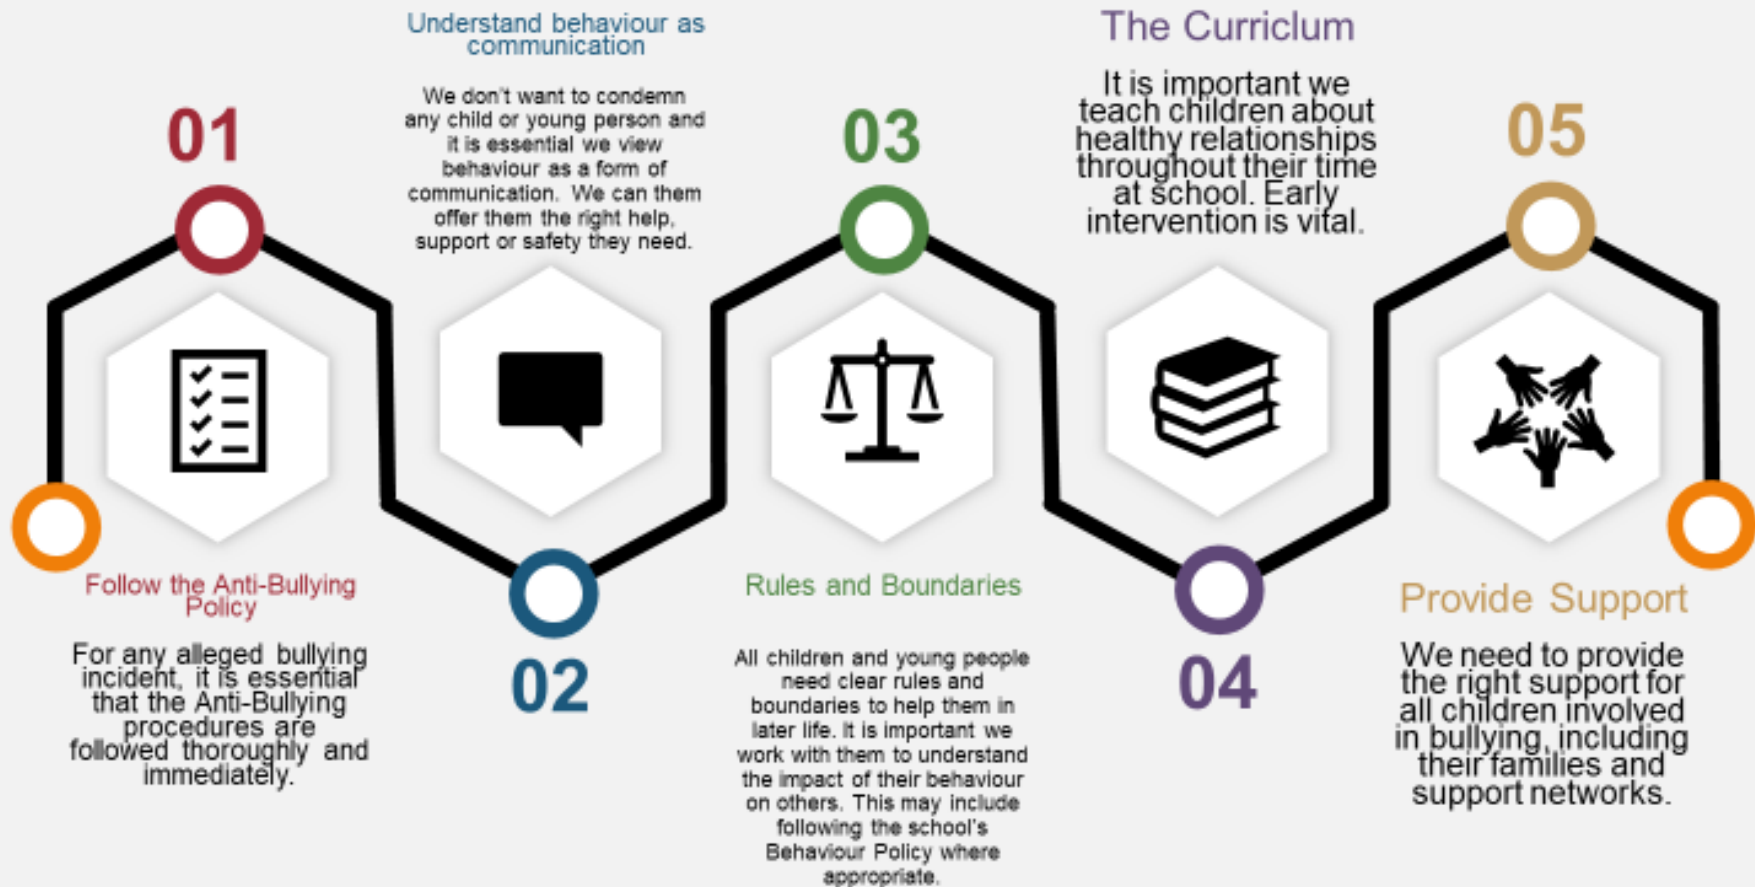 01
Follow the Anti-Bullying
Policy
For any alleged bullying
incident, it is essential
that the Anti-Bullying
procedures are
followed thoroughly and
immediately.
Understand behaviour as
communication
We don't want to condemn
any child or young person and
it is essential we view
behaviour as a form of
communication. We can them
offer them the right help,
support or safety they need.
02
03
Rules and Boundaries
All children and young people
need clear rules and
boundaries to help them in
later life. It is important we
work with them to understand
the impact of their behaviour
on others. This may include
following the school's
Behaviour Policy where
appropriate.
The Curriclum
It is important we
teach children about
healthy relationships
throughout their time
at school. Early
intervention is vital.
04
05
Provide Support
We need to provide
the right support for
all children involved
in bullying, including
their families and
support networks.